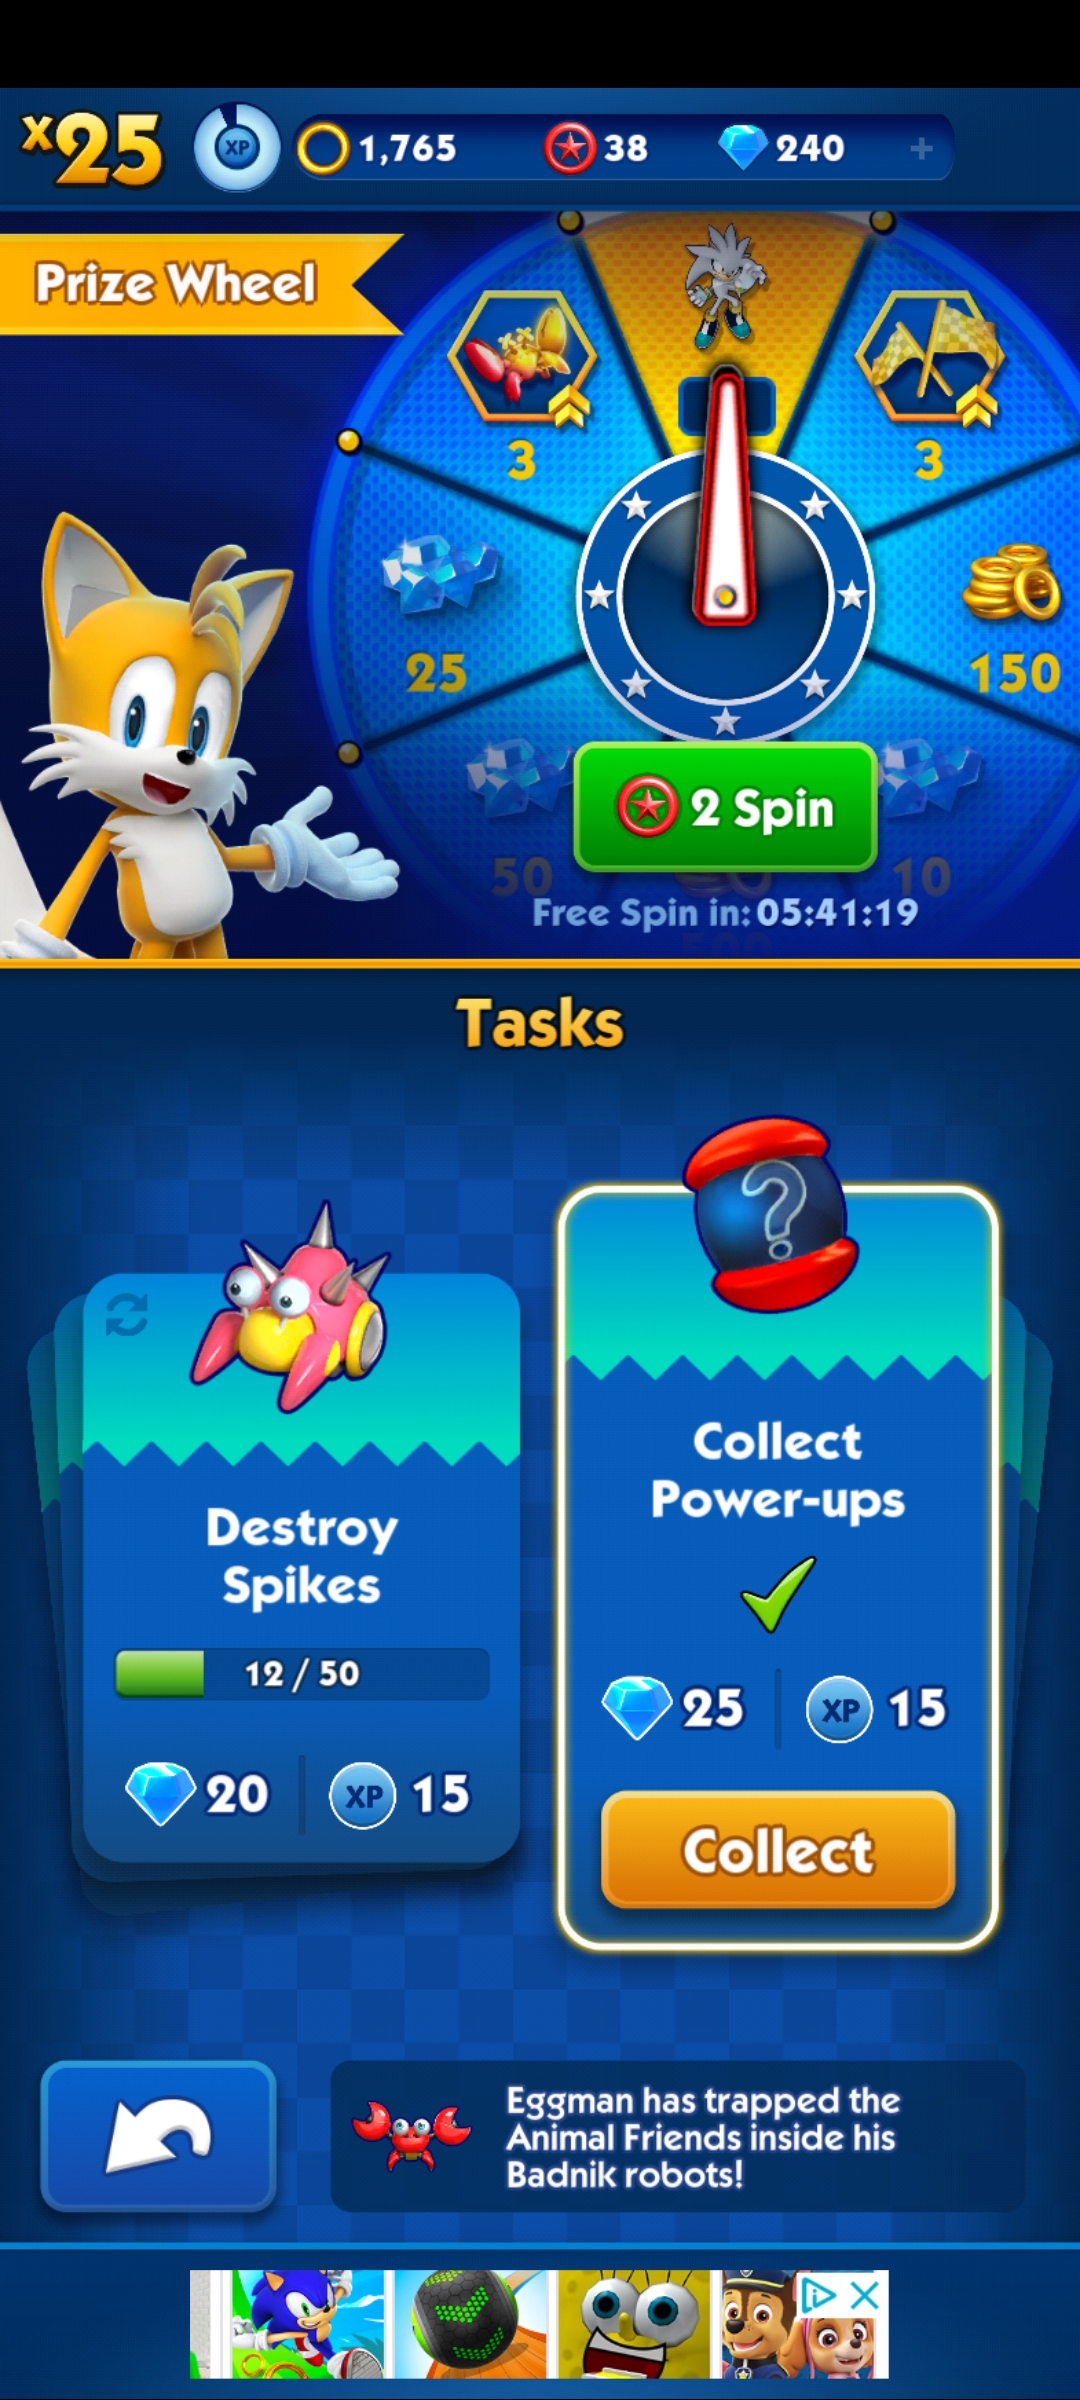 x25
XP
1,765
38
240
+
Prize Wheel
3
3
25
150
2 Spin
50
10
Free Spin in: 05:41:19
500
Tasks
?
Destroy
Spikes
12 / 50
20
XP 15
Collect
Power-ups
25
XP 15
Collect
Eggman has trapped the
Animal Friends inside his
Badnik robots!